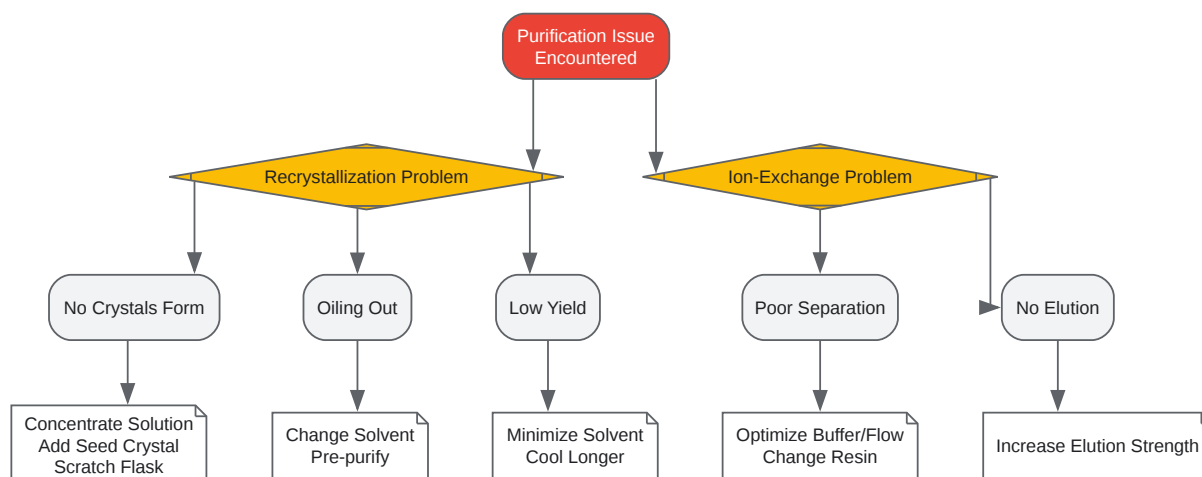 Purification Issue
Encountered
Recrystallization Problem
Ion-Exchange Problem
No Crystals Form
Oiling Out
Low Yield
Poor Separation
No Elution
Concentrate Solution
Add Seed Crystal
Scratch Flask
Change Solvent
Pre-purify
Minimize Solvent
Cool Longer
Optimize Buffer/Flow
Change Resin
Increase Elution Strength